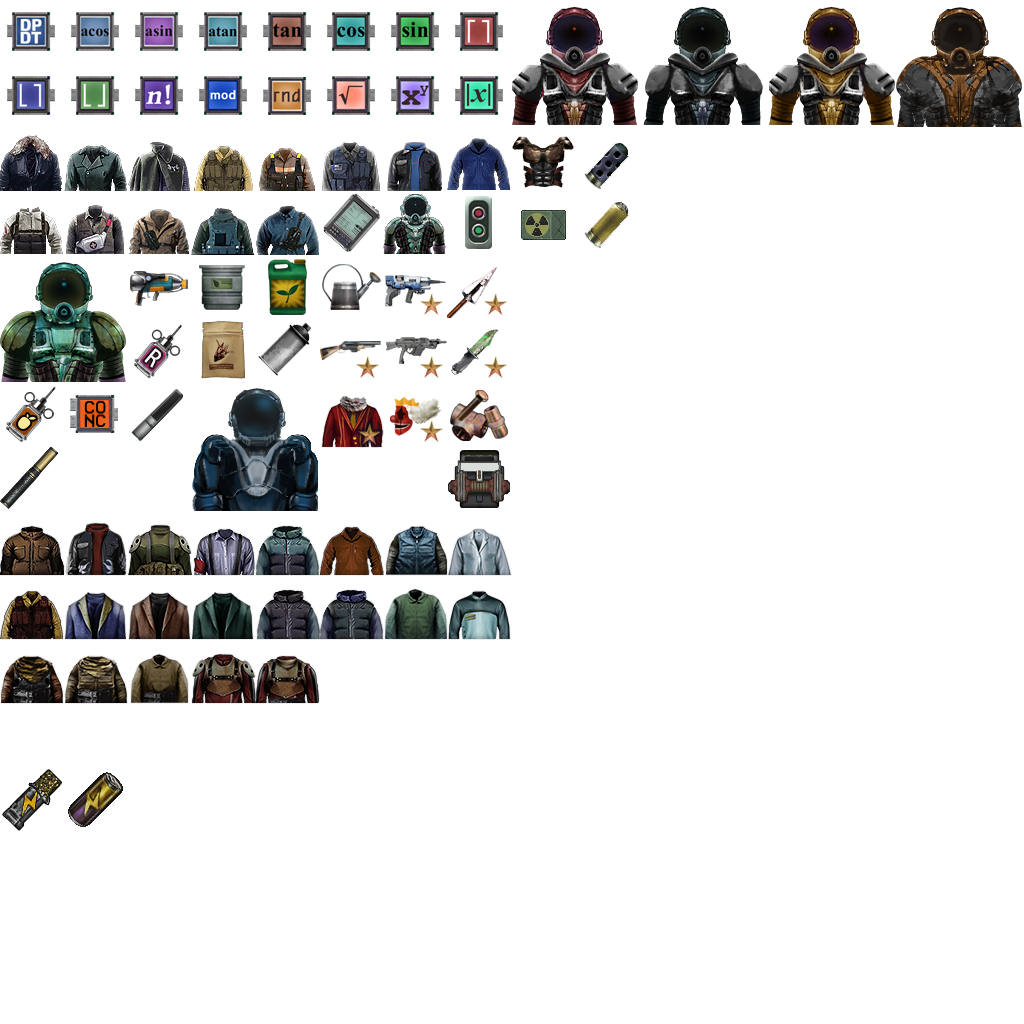 DP
DT
acos
asin
atan
tan
cos
sin
[ ]
[ ]
[ ]
n!
mod
rnd
√
x^y
|x|
R
CO
NC